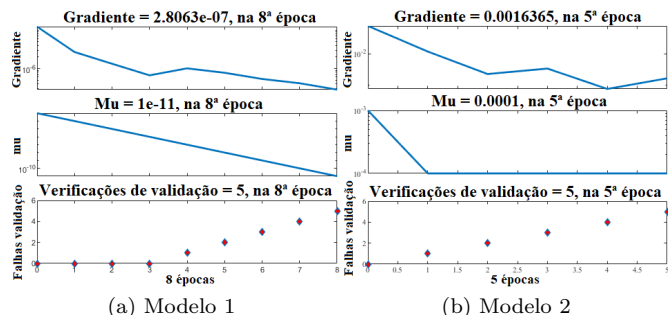 Gradiente = 2.8063e-07, na 8ª época
Gradiente
10-6
Mu = 1e-11, na 8ª época
mu
10-10
Verificações de validação = 5, na 8ª época
Falhas validação
6
4
2
0
0 1 2 3 4 5 6 7 8
8 épocas
(a) Modelo 1
Gradiente = 0.0016365, na 5ª época
Gradiente
10-2
Mu = 0.0001, na 5ª época
mu
10-3
10-4
Verificações de validação = 5, na 5ª época
Falhas validação
6
4
2
0
0 0.5 1 1.5 2 2.5 3 3.5 4 4.5 5
5 épocas
(b) Modelo 2